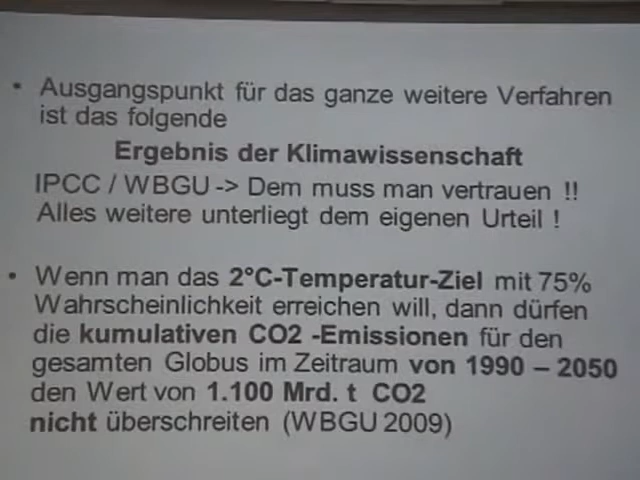 • Ausgangspunkt für das ganze weitere Verfahren
ist das folgende
Ergebnis der Klimawissenschaft
IPCC / WBGU -> Dem muss man vertrauen !!
Alles weitere unterliegt dem eigenen Urteil !
• Wenn man das 2°C-Temperatur-Ziel mit 75%
Wahrscheinlichkeit erreichen will, dann dürfen
die kumulativen CO2 -Emissionen für den
gesamten Globus im Zeitraum von 1990 – 2050
den Wert von 1.100 Mrd. t CO2
nicht überschreiten (WBGU 2009)